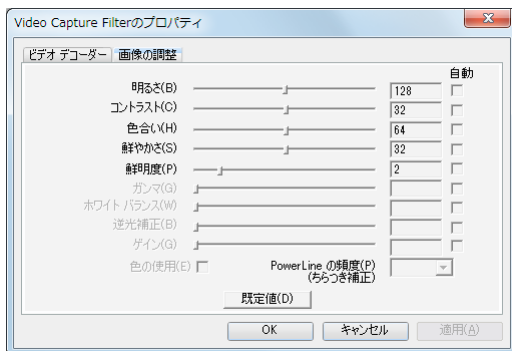 Video Capture Filterのプロパティ
ビデオ デコーダー 画像の調整
自動
明るさ(B) 128
コントラスト(C) 32
色合い(H) 64
鮮やかさ(S) 32
鮮明度(P) 2
ガンマ(G)
ホワイト バランス(W)
逆光補正(B)
ゲイン(G)
色の使用(E) PowerLine の頻度(P)
(ちらつき補正)
既定値(D)
OK キャンセル 適用(A)